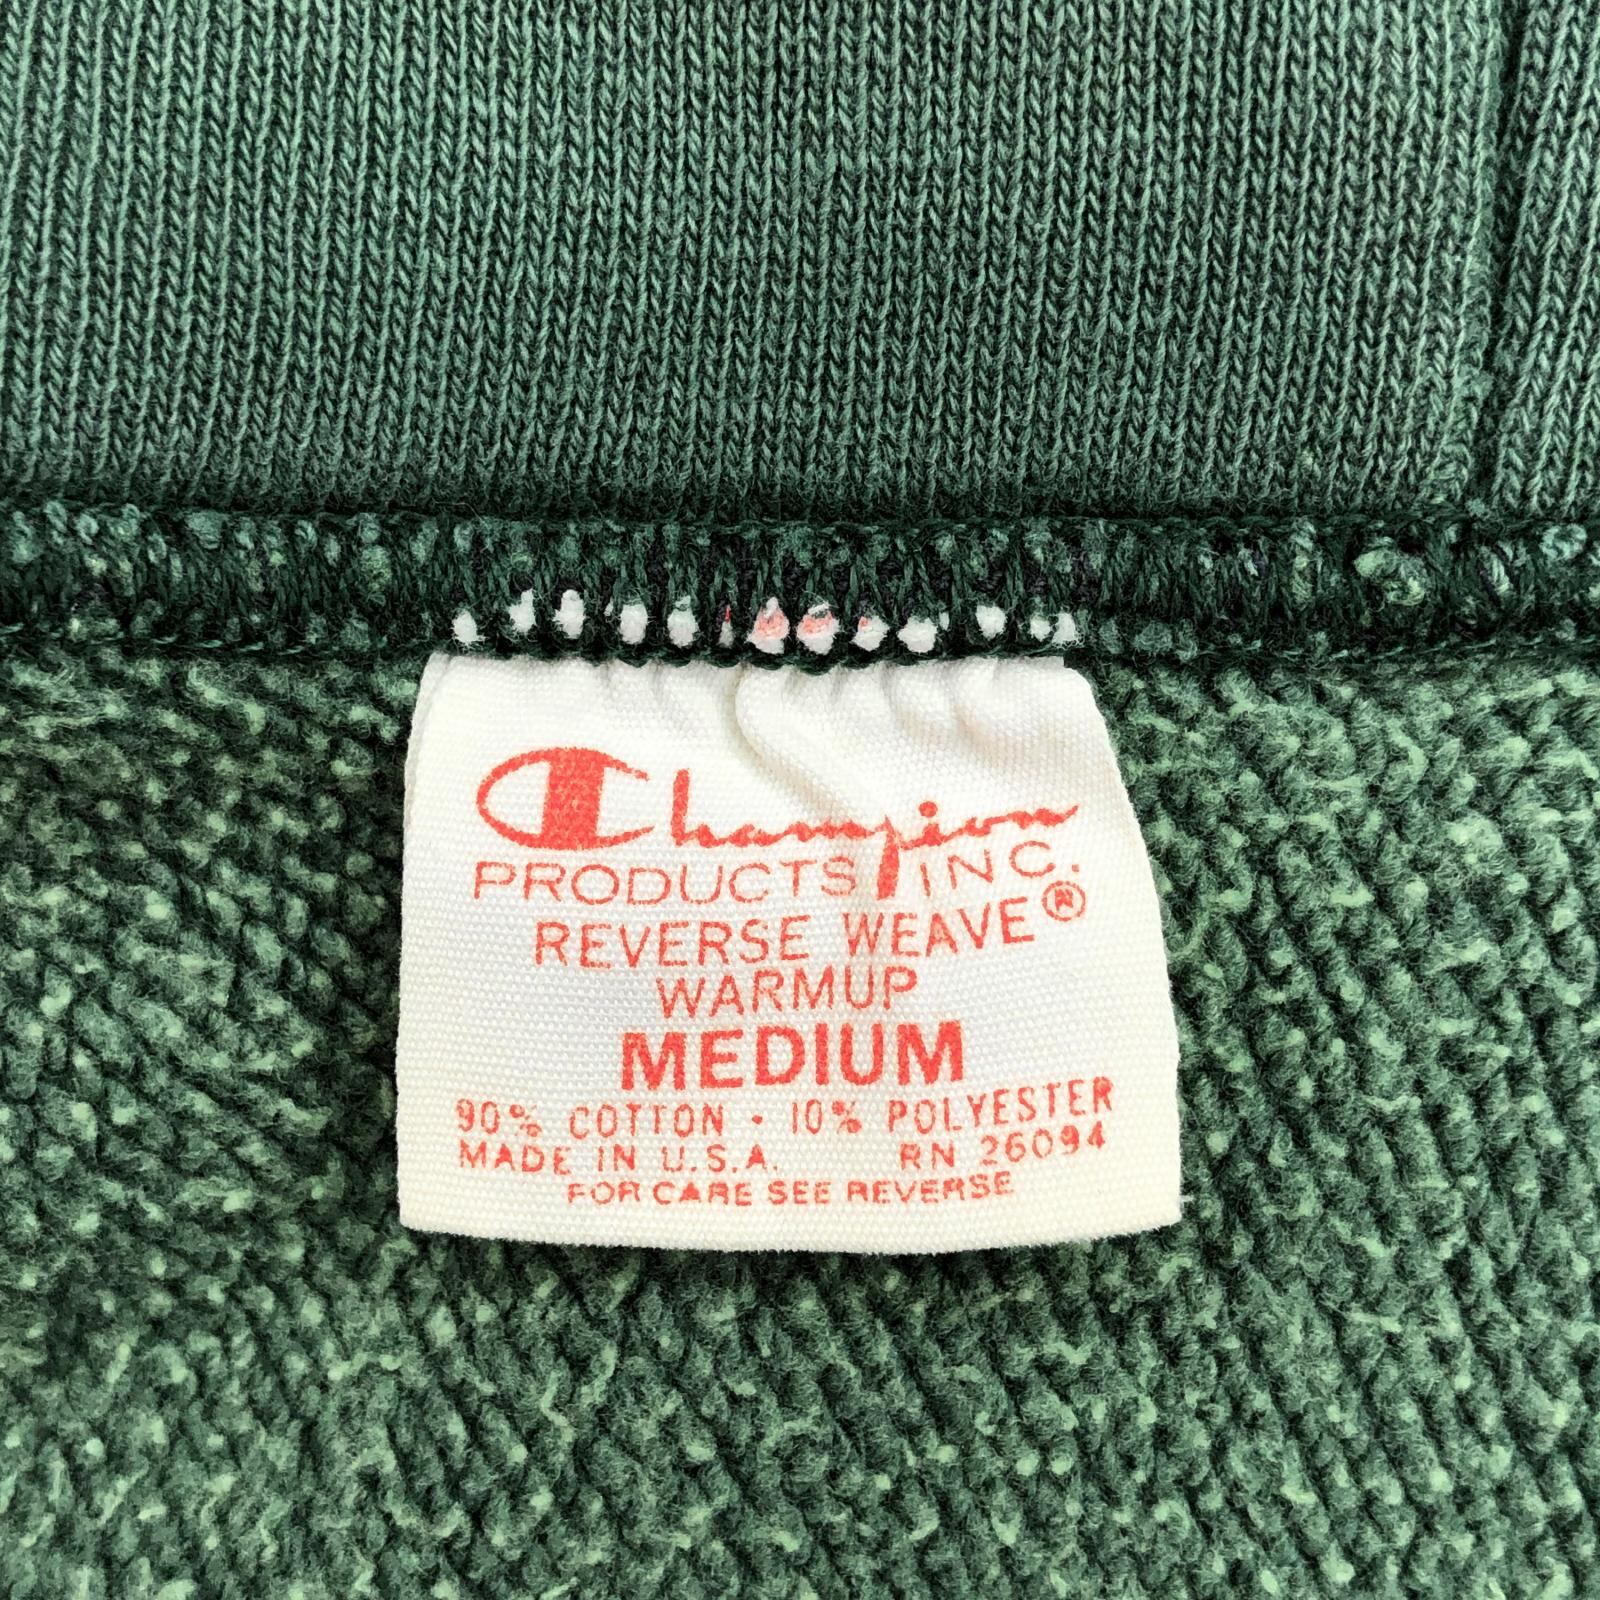 Champion
PRODUCTS INC.
REVERSE WEAVE®
WARMUP
MEDIUM
90% COTTON · 10% POLYESTER
MADE IN U.S.A. RN 26094
FOR CARE SEE REVERSE